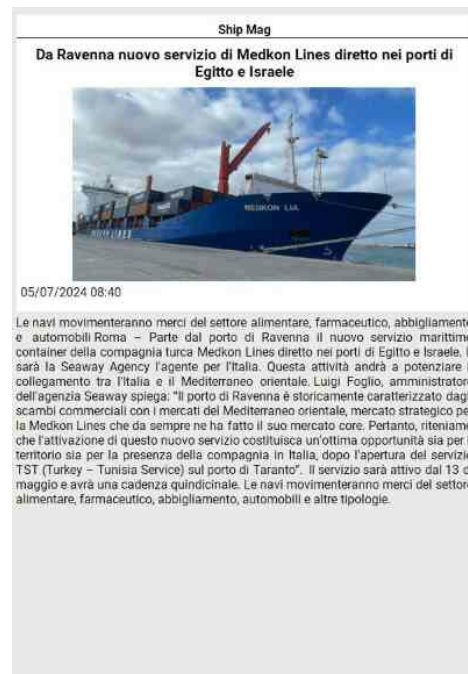 Ship Mag
Da Ravenna nuovo servizio di Medkon Lines diretto nei porti di
Egitto e Israele
MEDKON LIA
MEDKON LINES
05/07/2024 08:40
Le navi movimenteranno merci del settore alimentare, farmaceutico, abbigliamento
e automobili Roma – Parte dal porto di Ravenna il nuovo servizio marittimo
container della compagnia turca Medkon Lines diretto nei porti di Egitto e Israele.
sarà la Seaway Agency l'agente per l'Italia. Questa attività andrà a potenziare
collegamento tra l'Italia e il Mediterraneo orientale. Luigi Foglio, amministratore
dell'agenzia Seaway spiega: "Il porto di Ravenna è storicamente caratterizzato dagli
scambi commerciali con i mercati del Mediterraneo orientale, mercato strategico per
la Medkon Lines che da sempre ne ha fatto il suo mercato core. Pertanto, riteniamo
che l'attivazione di questo nuovo servizio costituisca un'ottima opportunità sia per
territorio sia per la presenza della compagnia in Italia, dopo l'apertura del servizio
TST (Turkey – Tunisia Service) sul porto di Taranto". Il servizio sarà attivo dal 13 di
maggio e avrà una cadenza quindicinale. Le navi movimenteranno merci del settore
alimentare, farmaceutico, abbigliamento, automobili e altre tipologie.